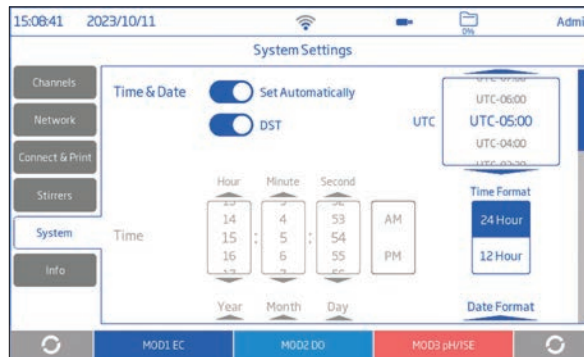 15:08:41 2023/10/11 0% Admi
System Settings
Channels
Network
Connect & Print
Stirrers
System
Info
Time & Date Set Automatically
DST
UTC
UTC-06:00
UTC-05:00
UTC-04:00
Hour Minute Second
Time
14 4 53 AM
15 : 5 : 54
16 6 55 PM
Time Format
24 Hour
12 Hour
Year Month Day
Date Format
MOD1 EC MOD2 DO MOD3 pH/ISE